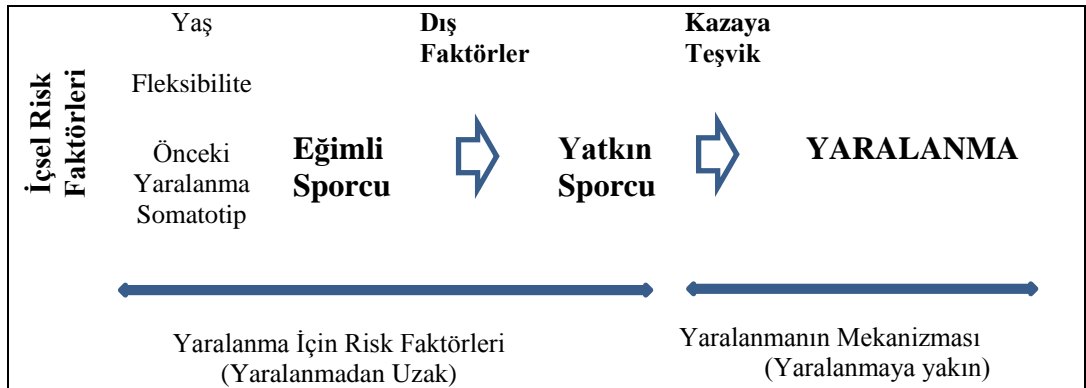 İçsel Risk
Faktörleri
Yaş
Fleksibilite
Önceki
Yaralanma
Somatotip
Eğimli
Sporcu
Dış
Faktörler
Yatkın
Sporcu
Kazaya
Teşvik
YARALANMA
Yaralanma İçin Risk Faktörleri
(Yaralanmadan Uzak)
Yaralanmanın Mekanizması
(Yaralanmaya yakın)